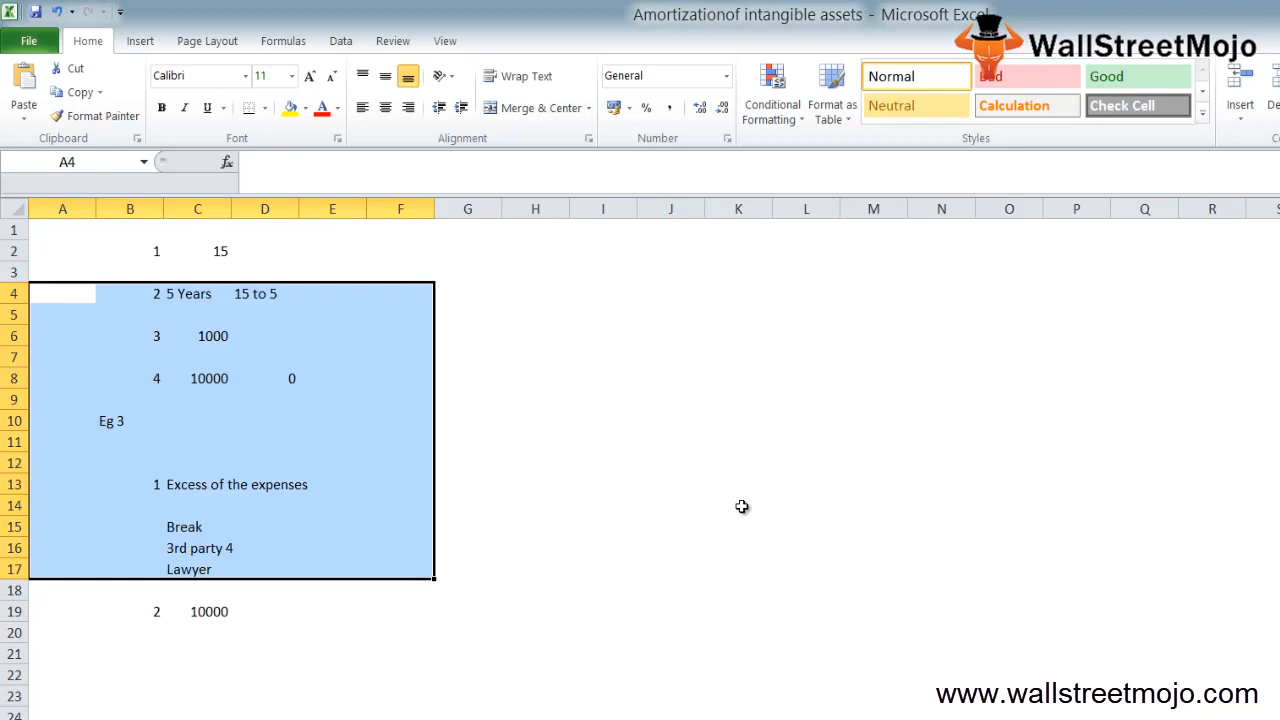 Amortizationof intangible assets - Microsoft Excel
WallStreetMojo
File Home Insert Page Layout Formulas Data Review View
Paste
Cut
Copy
Format Painter
Clipboard
Calibri 11
B I U
Font
Wrap Text
Merge & Center
Alignment
General
%
Number
Conditional
Formatting
Format as
Table
Normal Good
Neutral Calculation Check Cell
Styles
Insert
A4 fx
A B C D E F G H I J K L M N O P Q R
1
2 1 15
3
4 2 5 Years 15 to 5
5
6 3 1000
7
8 4 10000 0
9
10 Eg 3
11
12
13 1 Excess of the expenses
14
15 Break
16 3rd party 4
17 Lawyer
18
19 2 10000
20
21
22
23
24
www.wallstreetmojo.com